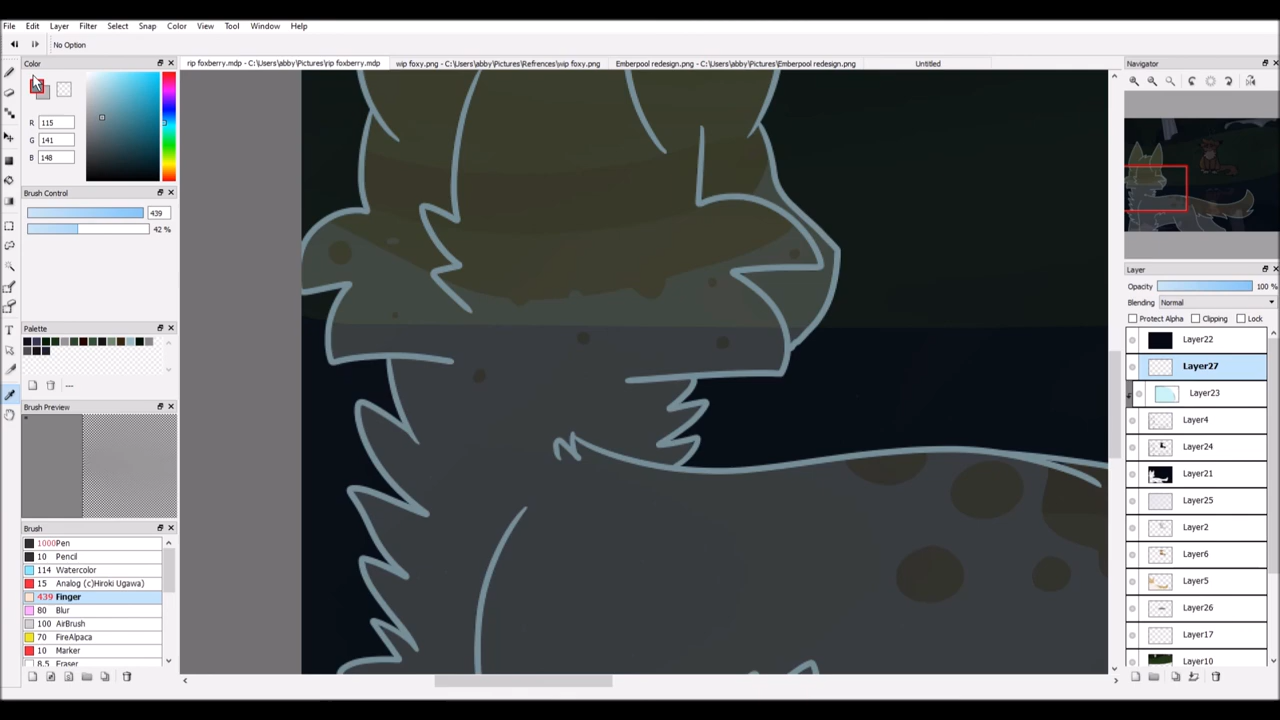 File Edit Layer Filter Select Snap Color View Tool Window Help
No Option
Color
rip foxberry.mdp - C:\Users\abby\Pictures\rip foxberry.mdp
wip foxy.png - C:\Users\abby\Pictures\Refrences\wip foxy.png
Emberpool redesign.png - C:\Users\abby\Pictures\Emberpool redesign.png
Untitled
Navigator
R 115
G 141
B 148
Brush Control
439
42 %
Palette
---
Brush Preview
Brush
1000 Pen
10 Pencil
114 Watercolor
15 Analog (c)Hiroki Ugawa)
439 Finger
80 Blur
100 AirBrush
70 FireAlpaca
10 Marker
8.5 Eraser
Layer
Opacity 100 %
Blending Normal
Protect Alpha Clipping Lock
Layer22
Layer27
Layer23
Layer4
Layer24
Layer21
Layer25
Layer2
Layer6
Layer5
Layer26
Layer17
Layer10